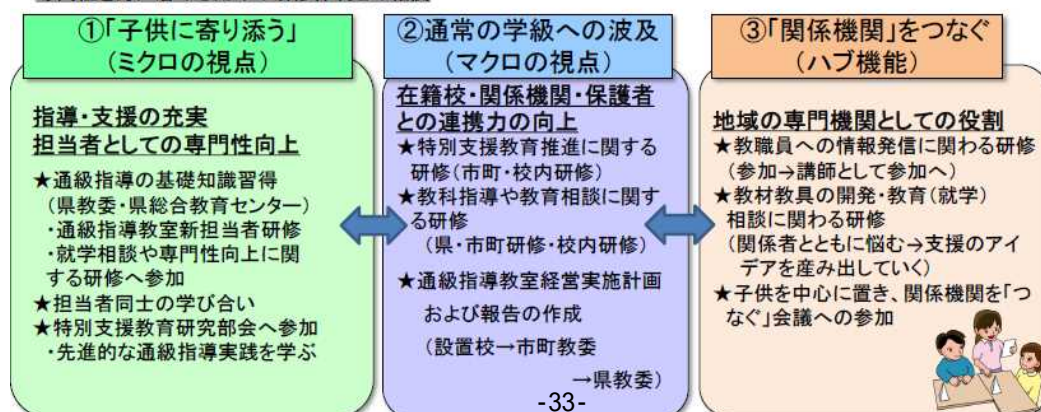 ①「子供に寄り添う」
(ミクロの視点)
指導・支援の充実
担当者としての専門性向上
★通級指導の基礎知識習得
(県教委・県総合教育センター)
・通級指導教室新担当者研修
・就学相談や専門性向上に関
する研修へ参加
★担当者同士の学び合い
★特別支援教育研究部会へ参加
・先進的な通級指導実践を学ぶ
②通常の学級への波及
(マクロの視点)
在籍校・関係機関・保護者
との連携力の向上
★特別支援教育推進に関する
研修(市町・校内研修)
★教科指導や教育相談に関す
る研修
(県・市町研修・校内研修)
★通級指導教室経営実施計画
および報告の作成
(設置校→市町教委
→県教委)
③「関係機関」をつなぐ
(ハブ機能)
地域の専門機関としての役割
★教職員への情報発信に関わる研修
(参加→講師として参加へ)
★教材教具の開発・教育(就学)
相談に関わる研修
(関係者とともに悩む→支援のアイ
デアを産み出していく)
★子供を中心に置き、関係機関を「つ
なぐ」会議への参加
-33-